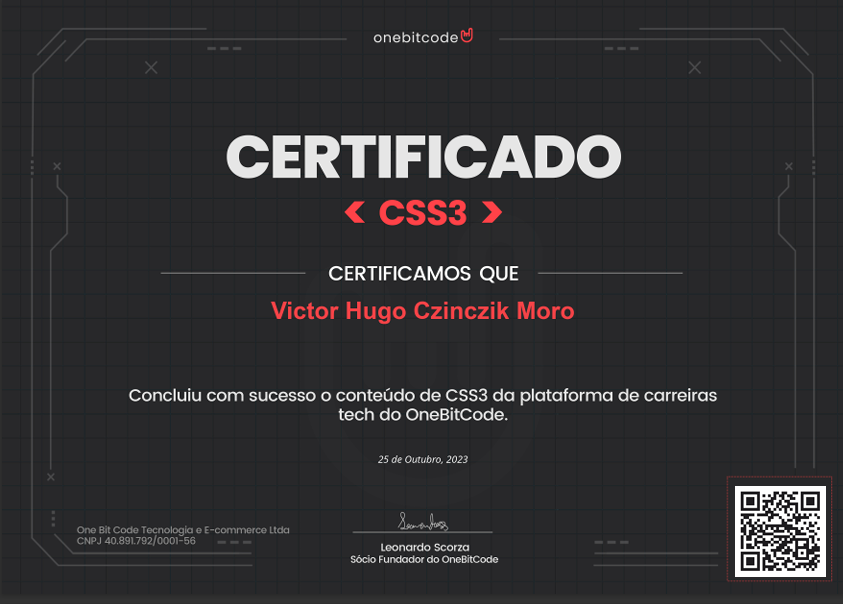 onebitcode
CERTIFICADO
< CSS3 >
CERTIFICAMOS QUE
Victor Hugo Czinczik Moro
Concluiu com sucesso o conteúdo de CSS3 da plataforma de carreiras
tech do OneBitCode.
25 de Outubro, 2023
One Bit Code Tecnologia e E-commerce Ltda
CNPJ 40.891.792/0001-56
Leonardo Scorza
Sócio Fundador do OneBitCode